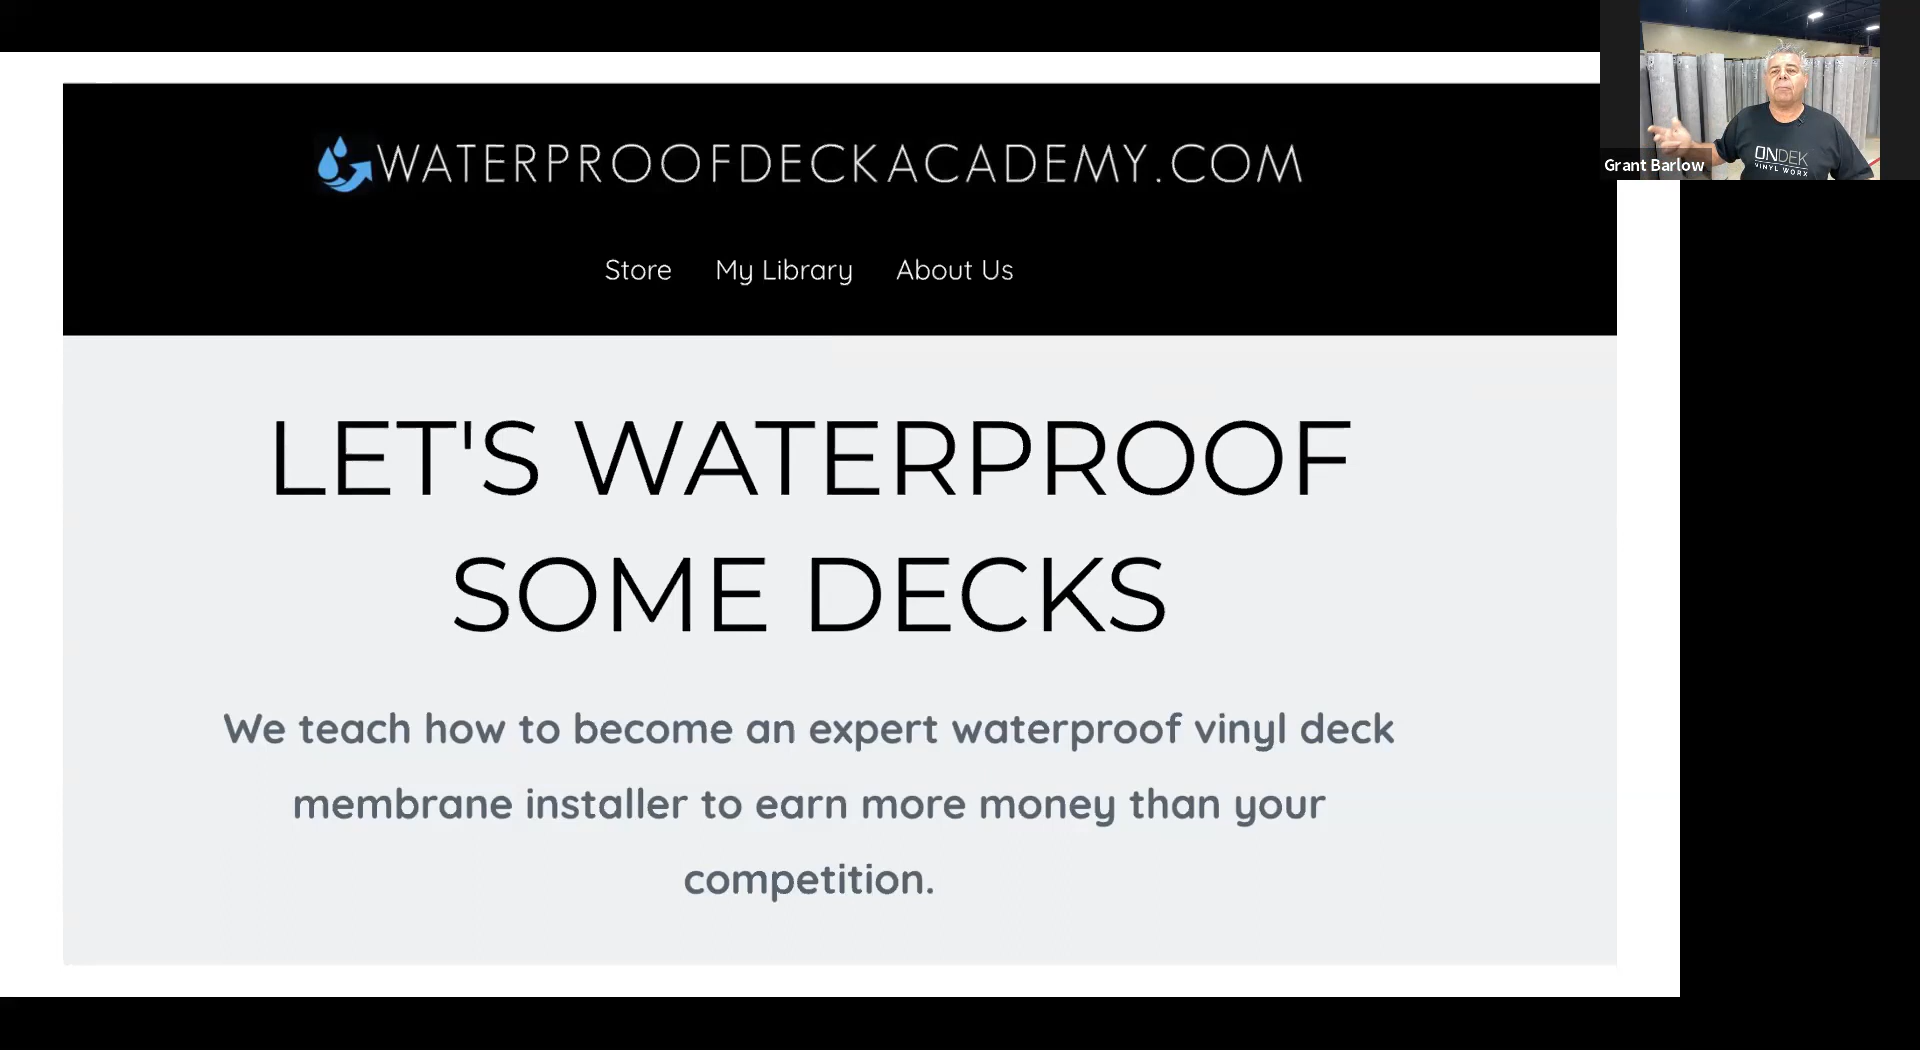 WATERPROOFDECKACADEMY.COM
Store My Library About Us
LET'S WATERPROOF
SOME DECKS
We teach how to become an expert waterproof vinyl deck
membrane installer to earn more money than your
competition.
ONDEK
VINYL WORX
Grant Barlow